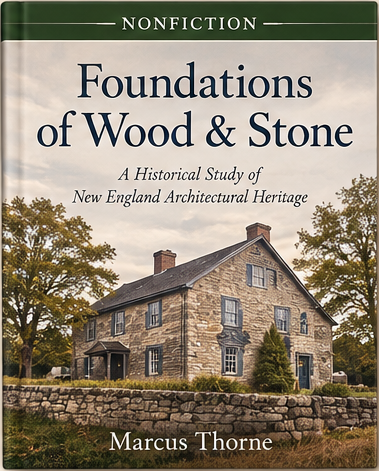 NONFICTION
Foundations
of Wood & Stone
A Historical Study of
New England Architectural Heritage
Marcus Thorne